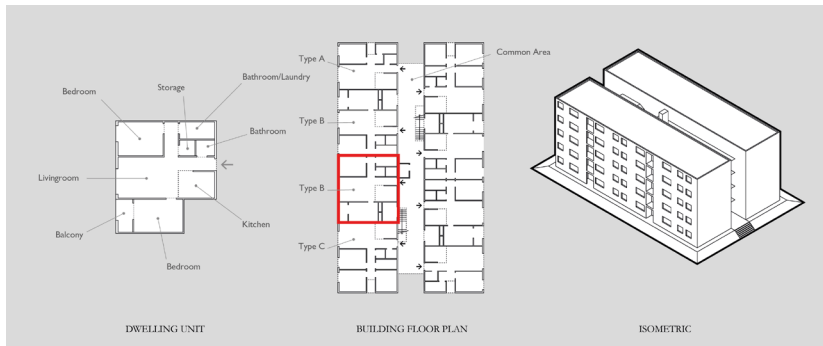 Bedroom
Storage
Bathroom/Laundry
Bathroom
Livingroom
Kitchen
Balcony
Bedroom
DWELLING UNIT
Type A
Type B
Type B
Type C
Common Area
BUILDING FLOOR PLAN
ISOMETRIC